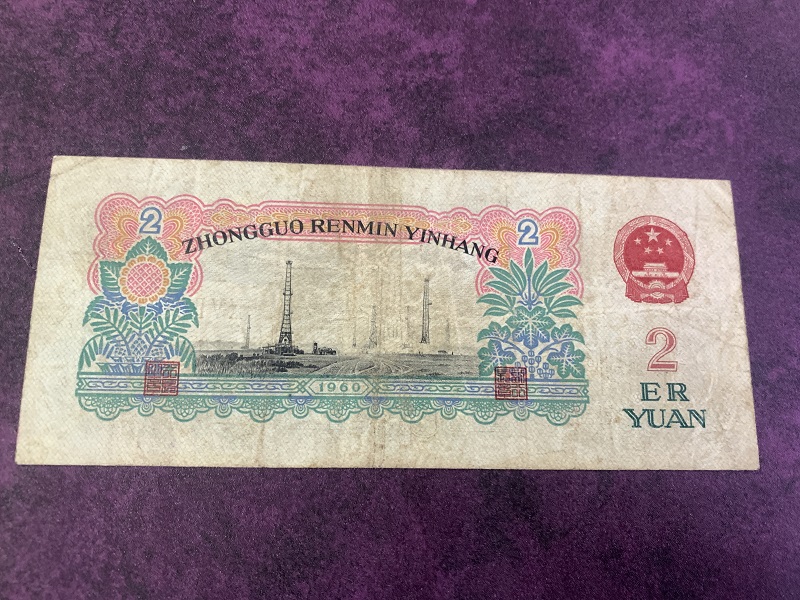 2
ZHONGGUO RENMIN YINHANG
2
1960
2
ER
YUAN